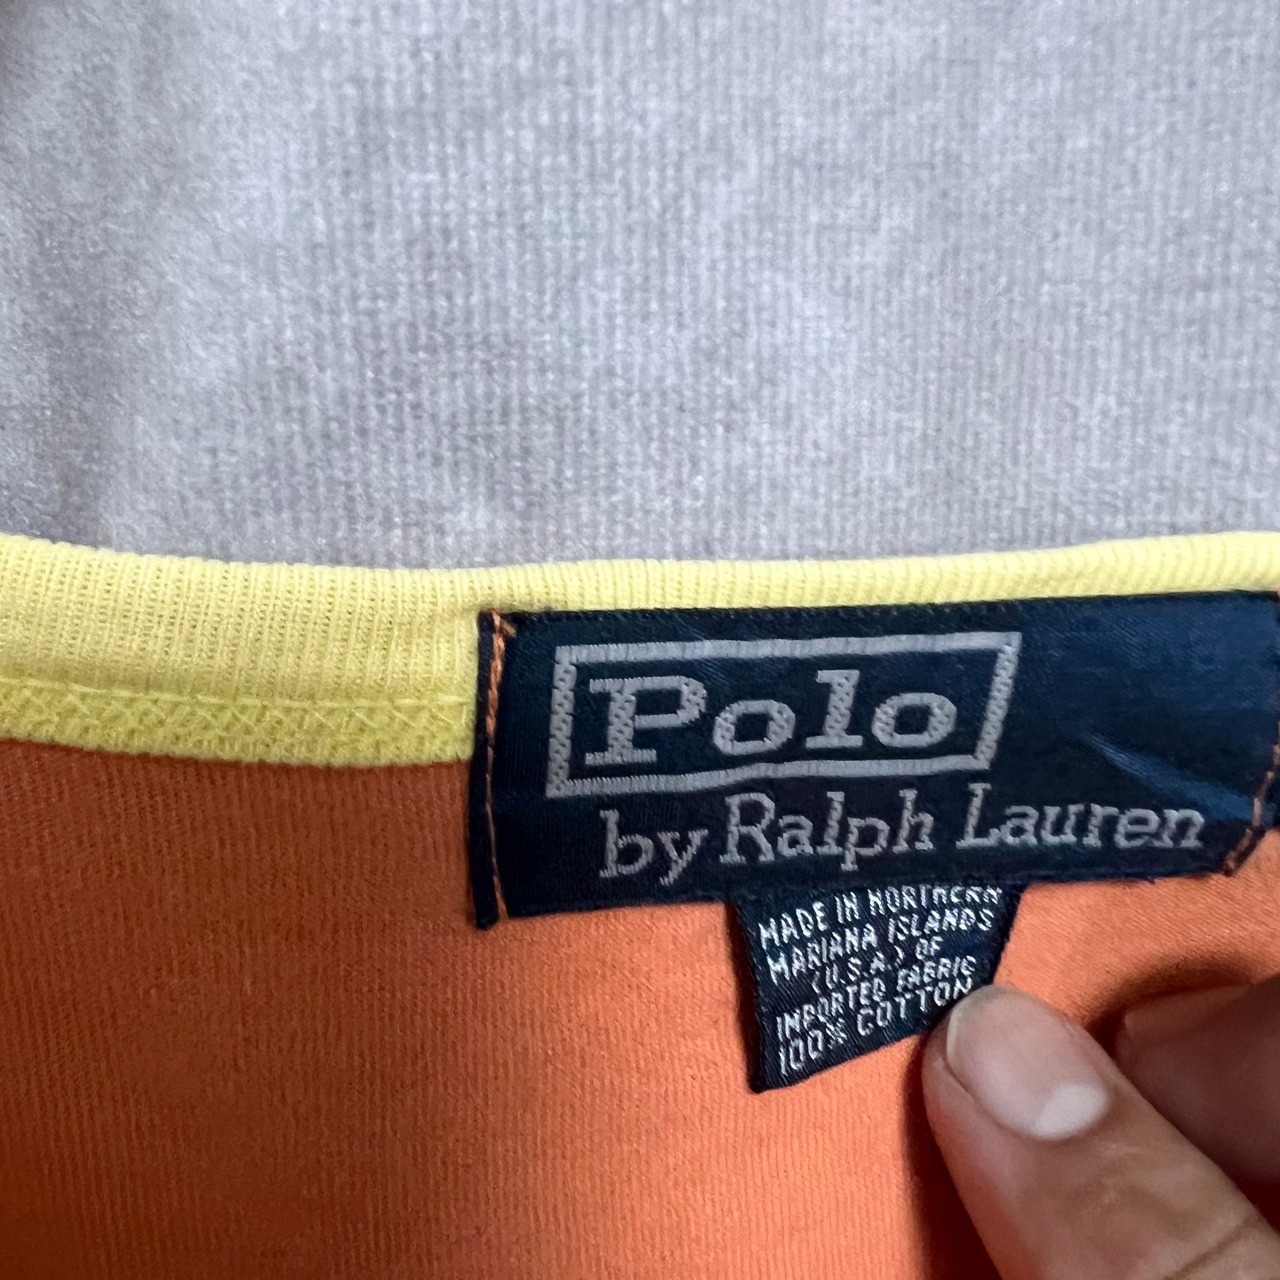 Polo
by Ralph Lauren
MADE IN NORTHERN
MARIANA ISLANDS
(U.S.A.) OF
IMPORTED FABRIC
100% COTTON